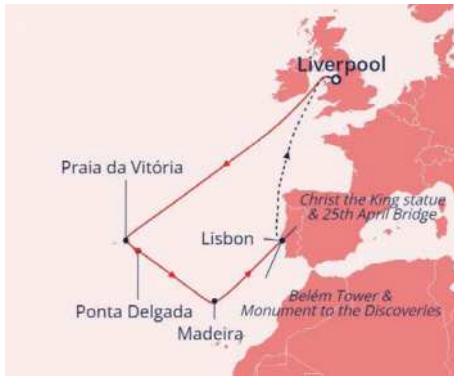 Liverpool
Praia da Vitória
Christ the King statue
& 25th April Bridge
Lisbon
Ponta Delgada
Madeira
Belém Tower &
Monument to the Discoveries